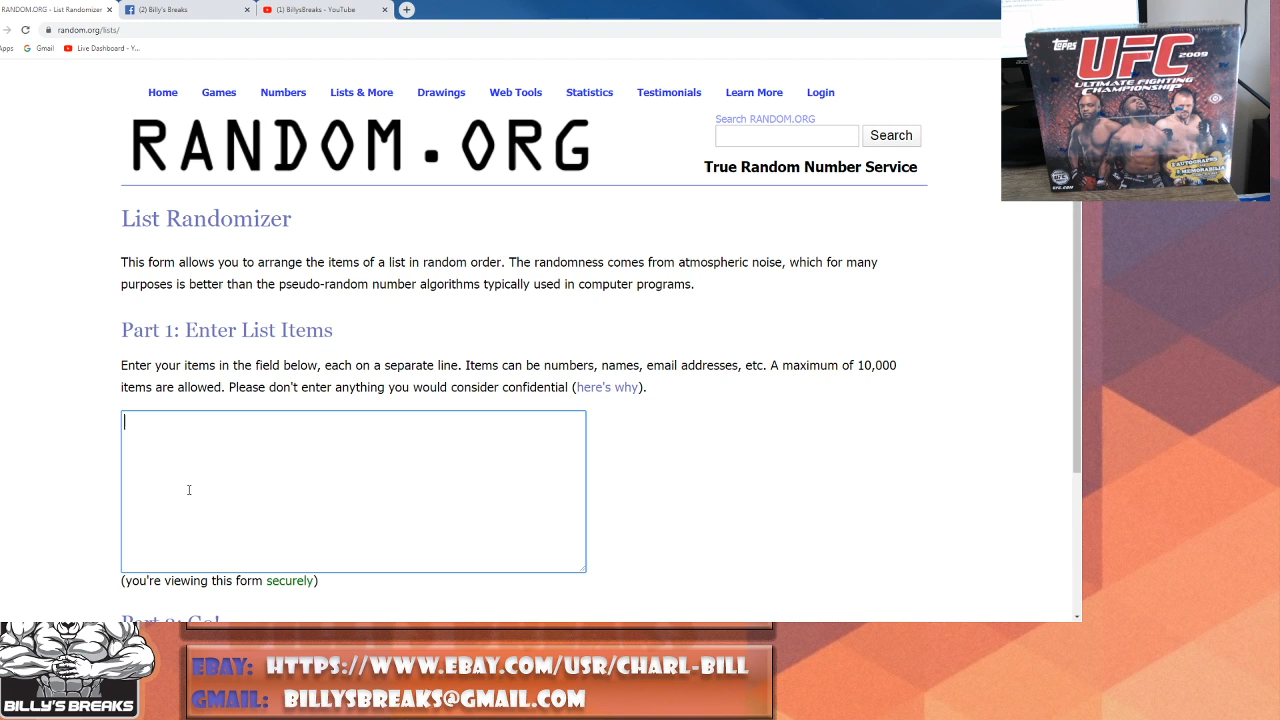 RANDOM.ORG - List Randomizer
(2) Billy's Breaks
(1) BillysBreaks - YouTube
random.org/lists/
Apps
Gmail
Live Dashboard - Y...
Home
Games
Numbers
Lists & More
Drawings
Web Tools
Statistics
Testimonials
Learn More
Login
RANDOM.ORG
Search RANDOM.ORG
Search
True Random Number Service
List Randomizer
This form allows you to arrange the items of a list in random order. The randomness comes from atmospheric noise, which for many
purposes is better than the pseudo-random number algorithms typically used in computer programs.
Part 1: Enter List Items
Enter your items in the field below, each on a separate line. Items can be numbers, names, email addresses, etc. A maximum of 10,000
items are allowed. Please don't enter anything you would consider confidential (here's why).
(you're viewing this form securely)
Part 2: Go!
Topps
UFC
2009
ULTIMATE FIGHTING
CHAMPIONSHIP
AUTOGRAPHS
MEMORABILIA
UFC.COM
BILLY'S BREAKS
EBAY: HTTPS://WWW.EBAY.COM/USR/CHARL-BILL
GMAIL: BILLYSBREAKS@GMAIL.COM